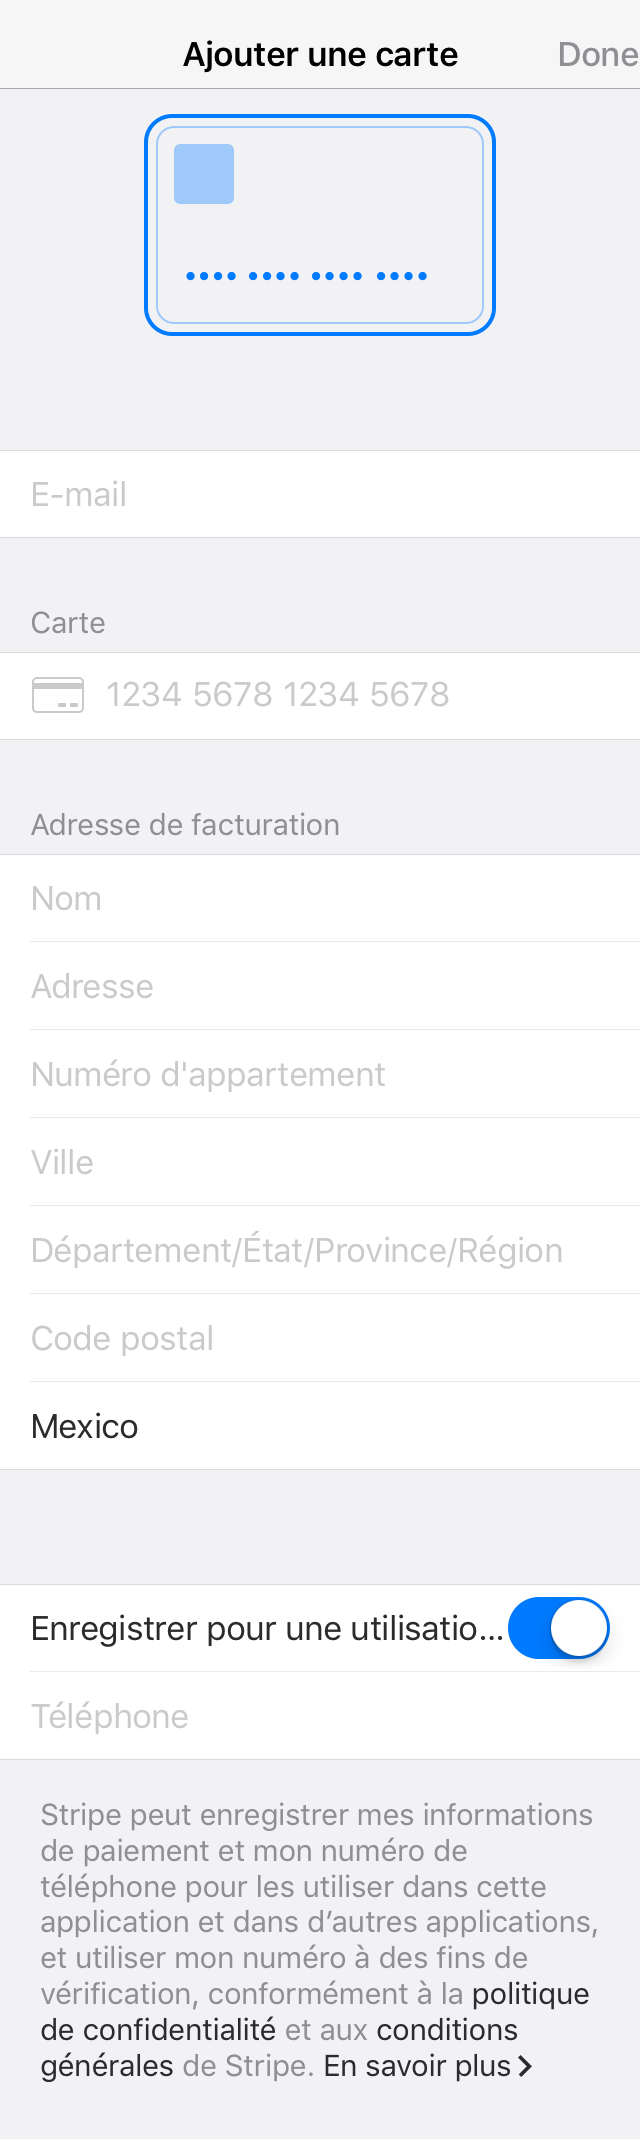 Ajouter une carte
Done
•••• •••• •••• ••••
E-mail
Carte
1234 5678 1234 5678
Adresse de facturation
Nom
Adresse
Numéro d'appartement
Ville
Département/État/Province/Région
Code postal
Mexico
Enregistrer pour une utilisatio...
Téléphone
Stripe peut enregistrer mes informations
de paiement et mon numéro de
téléphone pour les utiliser dans cette
application et dans d’autres applications,
et utiliser mon numéro à des fins de
vérification, conformément à la politique
de confidentialité et aux conditions
générales de Stripe. En savoir plus